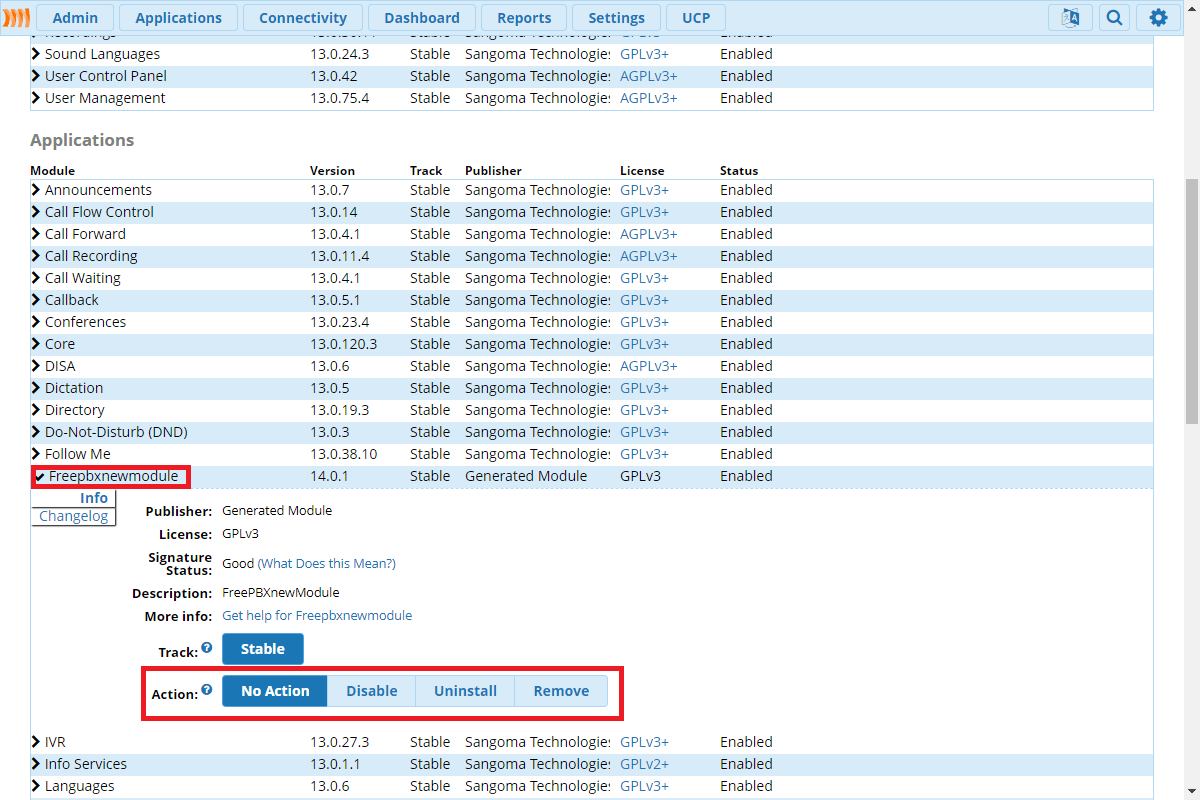 Admin Applications Connectivity Dashboard Reports Settings UCP
Sound Languages 13.0.24.3 Stable Sangoma Technologies GPLv3+ Enabled
User Control Panel 13.0.42 Stable Sangoma Technologies AGPLv3+ Enabled
User Management 13.0.75.4 Stable Sangoma Technologies AGPLv3+ Enabled
Applications
Module Version Track Publisher License Status
Announcements 13.0.7 Stable Sangoma Technologies GPLv3+ Enabled
Call Flow Control 13.0.14 Stable Sangoma Technologies GPLv3+ Enabled
Call Forward 13.0.4.1 Stable Sangoma Technologies AGPLv3+ Enabled
Call Recording 13.0.11.4 Stable Sangoma Technologies AGPLv3+ Enabled
Call Waiting 13.0.4.1 Stable Sangoma Technologies GPLv3+ Enabled
Callback 13.0.5.1 Stable Sangoma Technologies GPLv3+ Enabled
Conferences 13.0.23.4 Stable Sangoma Technologies GPLv3+ Enabled
Core 13.0.120.3 Stable Sangoma Technologies GPLv3+ Enabled
DISA 13.0.6 Stable Sangoma Technologies AGPLv3+ Enabled
Dictation 13.0.5 Stable Sangoma Technologies GPLv3+ Enabled
Directory 13.0.19.3 Stable Sangoma Technologies GPLv3+ Enabled
Do-Not-Disturb (DND) 13.0.3 Stable Sangoma Technologies GPLv3+ Enabled
Follow Me 13.0.38.10 Stable Sangoma Technologies GPLv3+ Enabled
Freepbxnewmodule 14.0.1 Stable Generated Module GPLv3 Enabled
Info
Changelog
Publisher: Generated Module
License: GPLv3
Signature Status: Good (What Does this Mean?)
Description: FreePBXnewModule
More info: Get help for Freepbxnewmodule
Track: Stable
Action: No Action Disable Uninstall Remove
IVR 13.0.27.3 Stable Sangoma Technologies GPLv3+ Enabled
Info Services 13.0.1.1 Stable Sangoma Technologies GPLv2+ Enabled
Languages 13.0.6 Stable Sangoma Technologies GPLv3+ Enabled